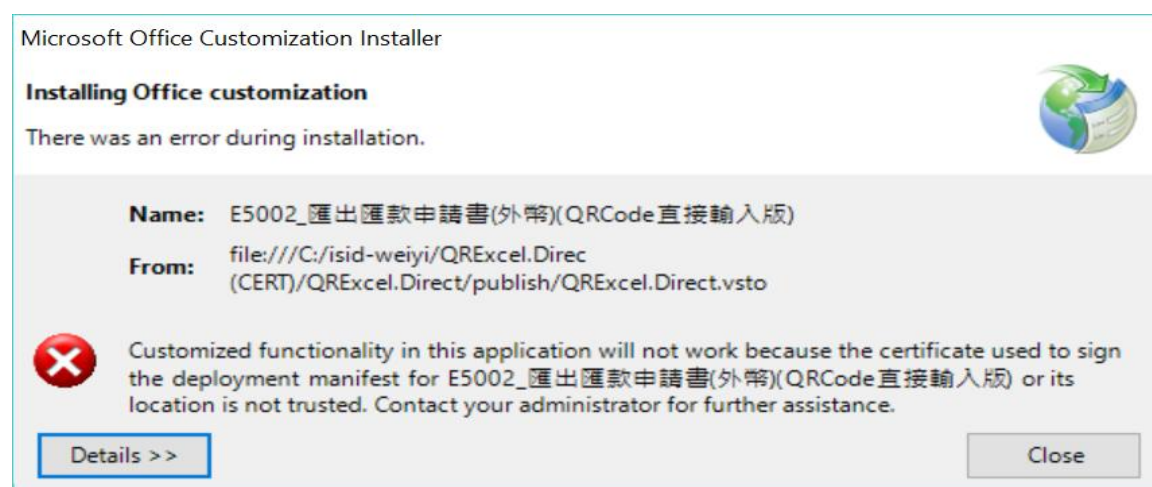 Microsoft Office Customization Installer
Installing Office customization
There was an error during installation.
Name: E5002_匯出匯款申請書(外幣)(QRCode直接輸入版)
From: file:///C:/isid-weiyi/QRExcel.Direc
(CERT)/QRExcel.Direct/publish/QRExcel.Direct.vsto
Customized functionality in this application will not work because the certificate used to sign
the deployment manifest for E5002_匯出匯款申請書(外幣)(QRCode直接輸入版) or its
location is not trusted. Contact your administrator for further assistance.
Details >> Close